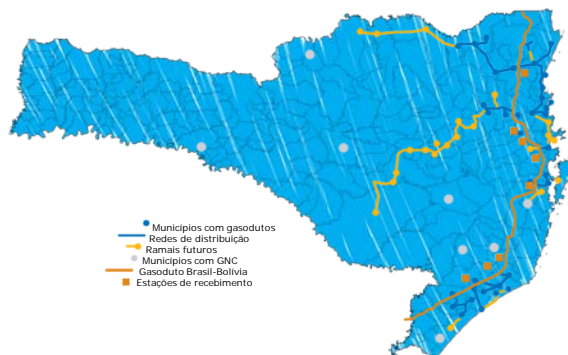 Municípios com gasodutos
Redes de distribuição
Ramais futuros
Municípios com GNC
Gasoduto Brasil-Bolívia
Estações de recebimento